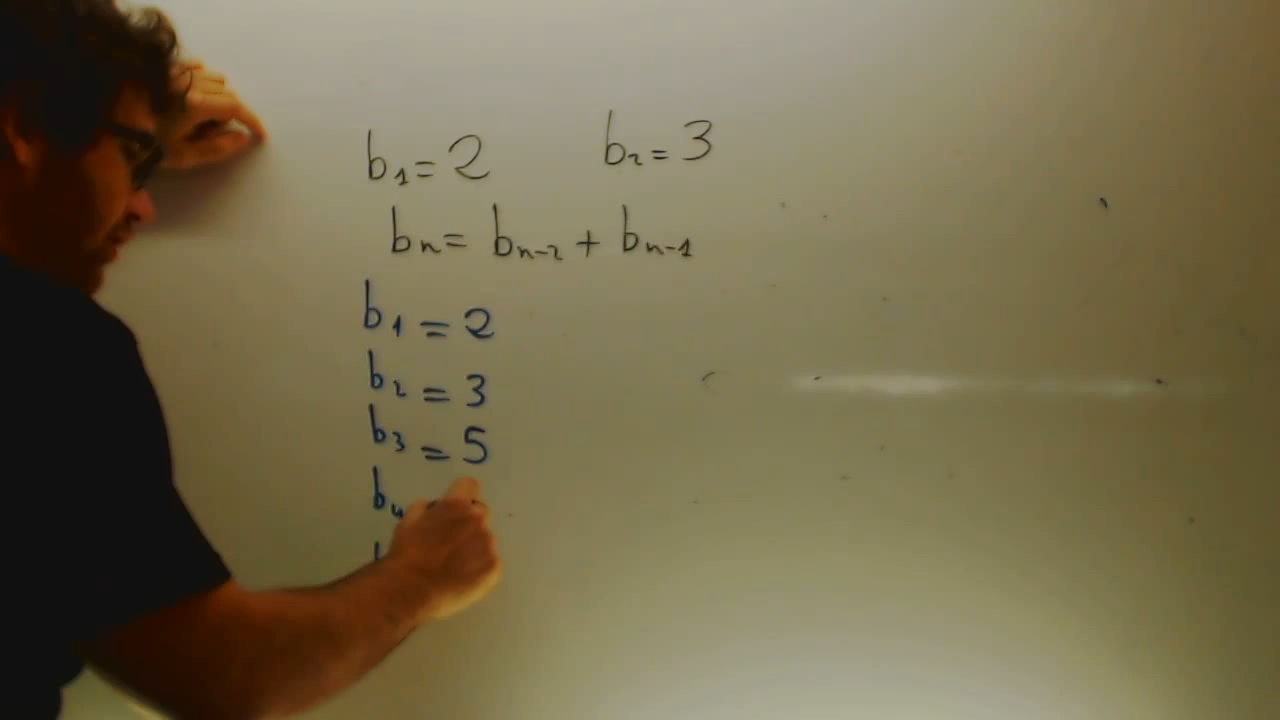 b₁ = 2 b₂ = 3
bₙ = bₙ₋₂ + bₙ₋₁
b₁ = 2
b₂ = 3
b₃ = 5
b₄